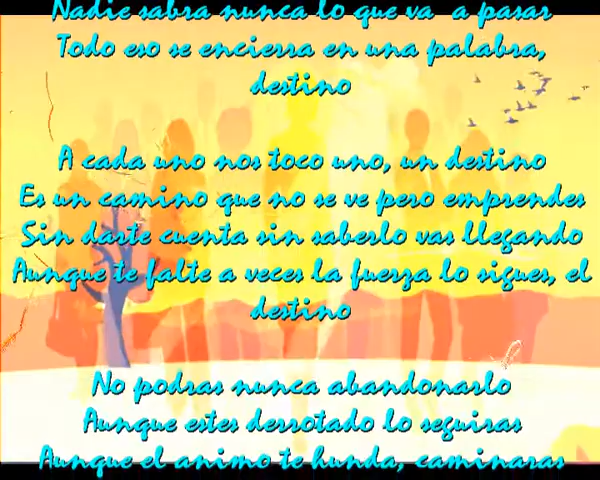 Nadie sabra nunca lo que va a pasar
Todo eso se encierra en una palabra,
destino
A cada uno nos toco uno, un destino
Es un camino que no se ve pero emprendes
Sin darte cuenta sin saberlo vas llegando
Aunque te falte a veces la fuerza lo sigues, el
destino
No podras nunca abandonarlo
Aunque estes derrotado lo seguiras
Aunque el animo te hunda, caminaras